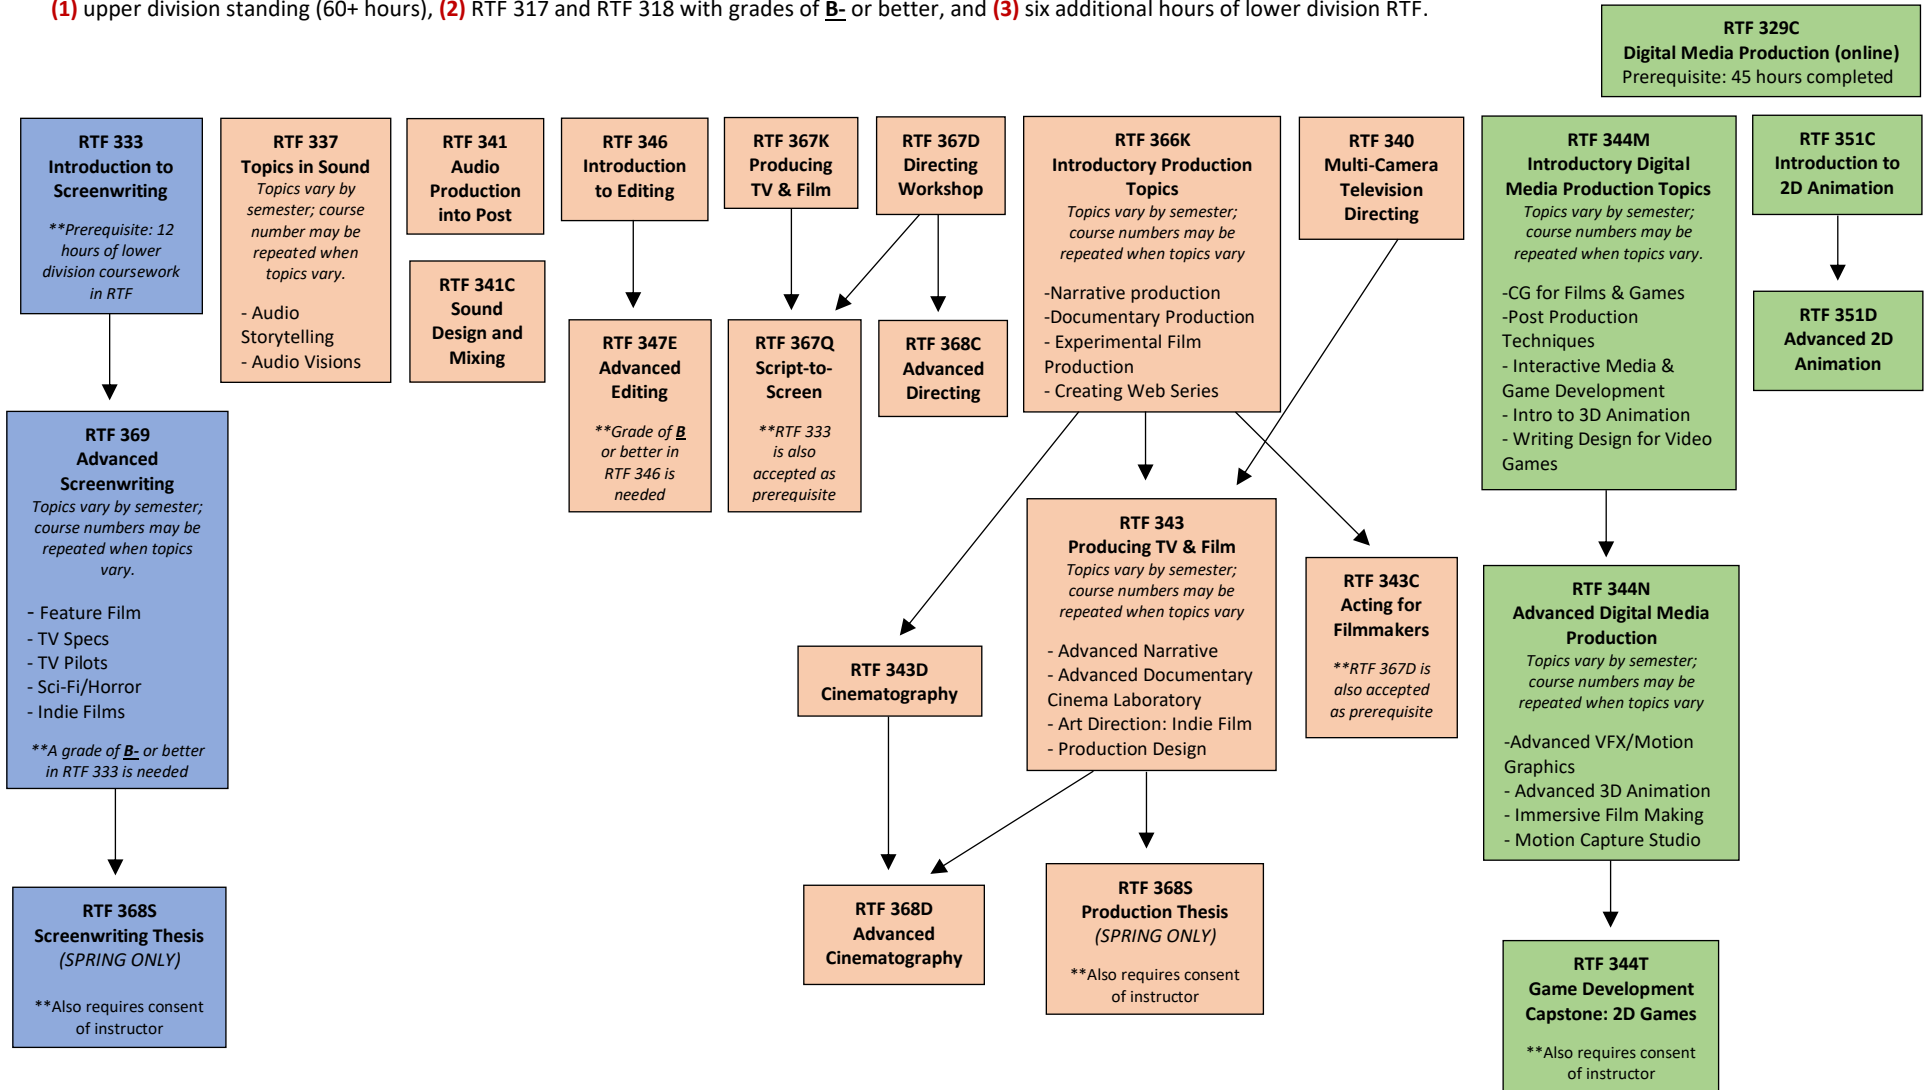 (1) upper division standing (60+ hours), (2) RTF 317 and RTF 318 with grades of B- or better, and (3) six additional hours of lower division RTF.
RTF 329C
Digital Media Production (online)
Prerequisite: 45 hours completed
RTF 333
Introduction to
Screenwriting
**Prerequisite: 12
hours of lower
division coursework
in RTF
RTF 337
Topics in Sound
Topics vary by
semester; course
number may be
repeated when
topics vary.
- Audio
Storytelling
- Audio Visions
RTF 341
Audio
Production
into Post
RTF 341C
Sound
Design and
Mixing
RTF 346
Introduction
to Editing
RTF 347E
Advanced
Editing
**Grade of B
or better in
RTF 346 is
needed
RTF 367K
Producing
TV & Film
RTF 367D
Directing
Workshop
RTF 367Q
Script-to-
Screen
**RTF 333
is also
accepted as
prerequisite
RTF 368C
Advanced
Directing
RTF 366K
Introductory Production
Topics
Topics vary by semester;
course numbers may be
repeated when topics vary
-Narrative production
-Documentary Production
- Experimental Film
Production
- Creating Web Series
RTF 340
Multi-Camera
Television
Directing
RTF 344M
Introductory Digital
Media Production Topics
Topics vary by semester;
course numbers may be
repeated when topics vary.
-CG for Films & Games
-Post Production
Techniques
- Interactive Media &
Game Development
- Intro to 3D Animation
- Writing Design for Video
Games
RTF 351C
Introduction to
2D Animation
RTF 351D
Advanced 2D
Animation
RTF 369
Advanced
Screenwriting
Topics vary by semester;
course numbers may be
repeated when topics
vary.
- Feature Film
- TV Specs
- TV Pilots
- Sci-Fi/Horror
- Indie Films
**A grade of B- or better
in RTF 333 is needed
RTF 343
Producing TV & Film
Topics vary by semester;
course numbers may be
repeated when topics vary
- Advanced Narrative
- Advanced Documentary
Cinema Laboratory
- Art Direction: Indie Film
- Production Design
RTF 343C
Acting for
Filmmakers
**RTF 367D is
also accepted
as prerequisite
RTF 343D
Cinematography
RTF 344N
Advanced Digital Media
Production
Topics vary by semester;
course numbers may be
repeated when topics vary
-Advanced VFX/Motion
Graphics
- Advanced 3D Animation
- Immersive Film Making
- Motion Capture Studio
RTF 368S
Screenwriting Thesis
(SPRING ONLY)
**Also requires consent
of instructor
RTF 368D
Advanced
Cinematography
RTF 368S
Production Thesis
(SPRING ONLY)
**Also requires consent
of instructor
RTF 344T
Game Development
Capstone: 2D Games
**Also requires consent
of instructor